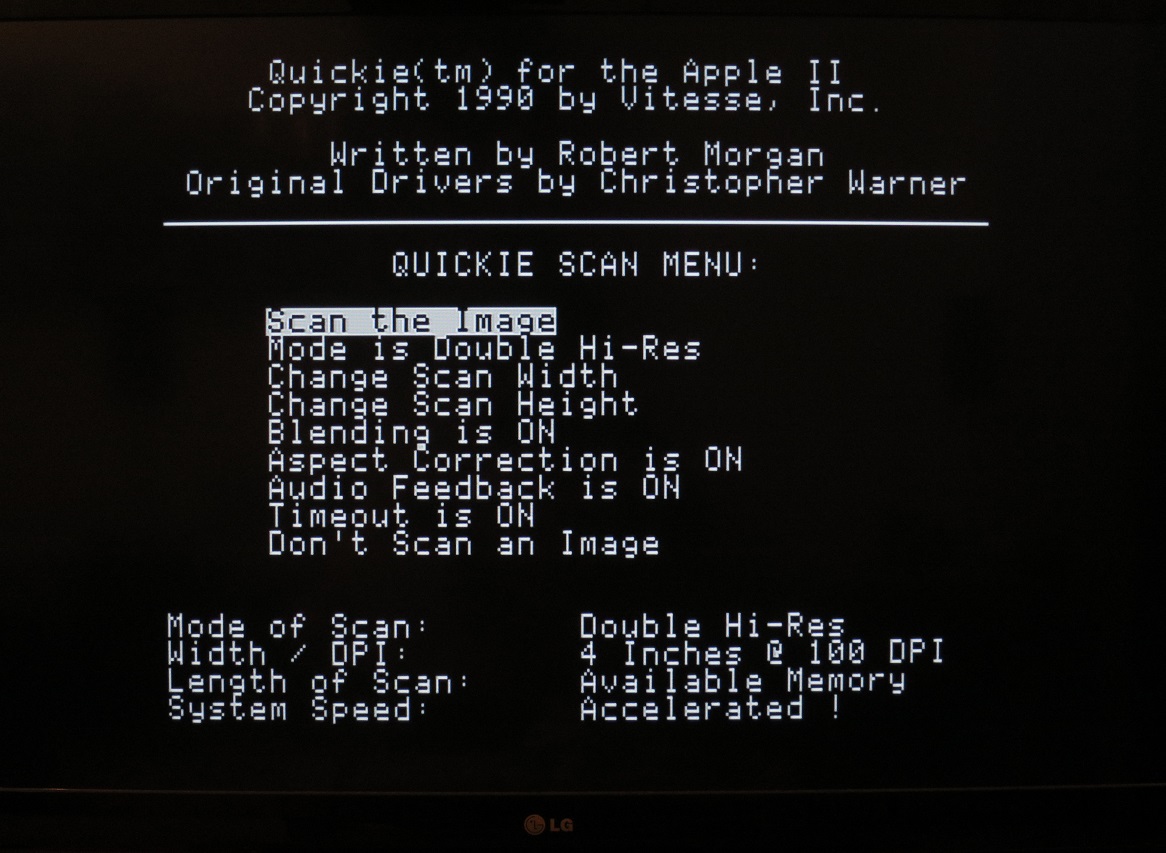 Quickie(tm) for the Apple II
Copyright 1990 by Vitesse, Inc.
Written by Robert Morgan
Original Drivers by Christopher Warner
QUICKIE SCAN MENU:
Scan the Image
Mode is Double Hi-Res
Change Scan Width
Change Scan Height
Blending is ON
Aspect Correction is ON
Audio Feedback is ON
Timeout is ON
Don't Scan an Image
Mode of Scan: Double Hi-Res
Width / DPI: 4 Inches @ 100 DPI
Length of Scan: Available Memory
System Speed: Accelerated !
LG